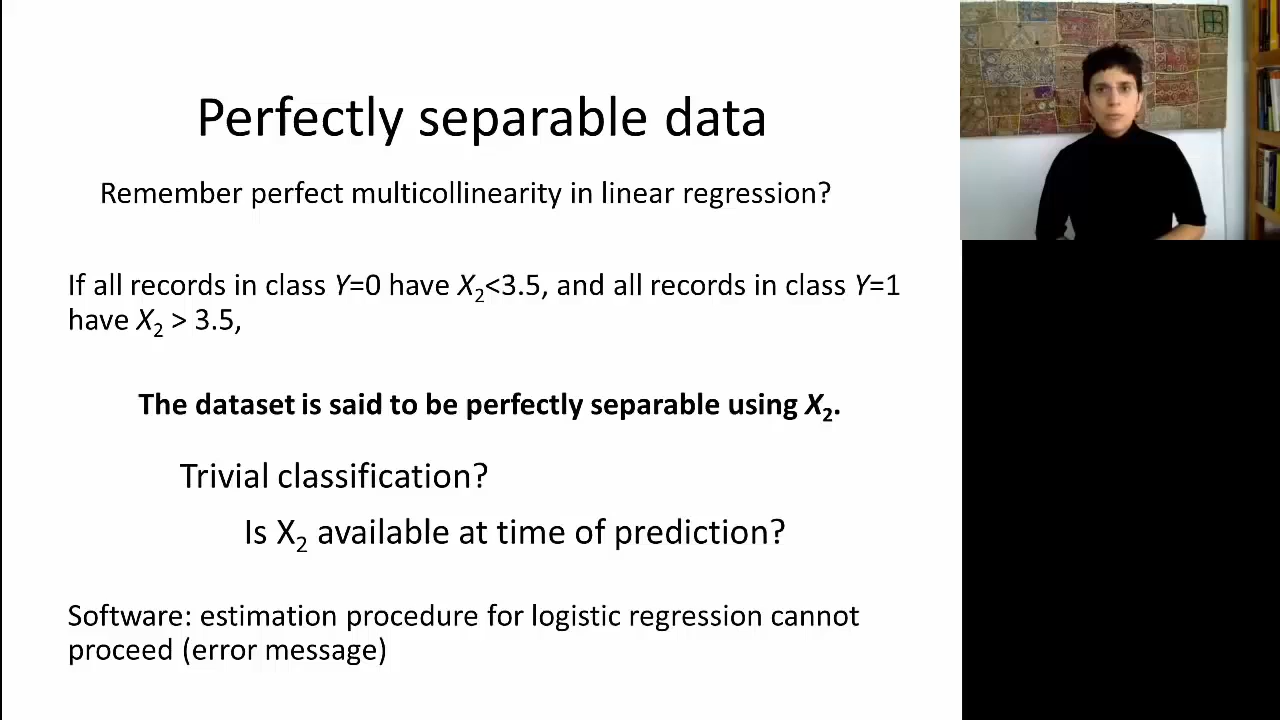 Perfectly separable data
Remember perfect multicollinearity in linear regression?
If all records in class Y=0 have X₂<3.5, and all records in class Y=1
have X₂ > 3.5,
The dataset is said to be perfectly separable using X₂.
Trivial classification?
Is X₂ available at time of prediction?
Software: estimation procedure for logistic regression cannot
proceed (error message)